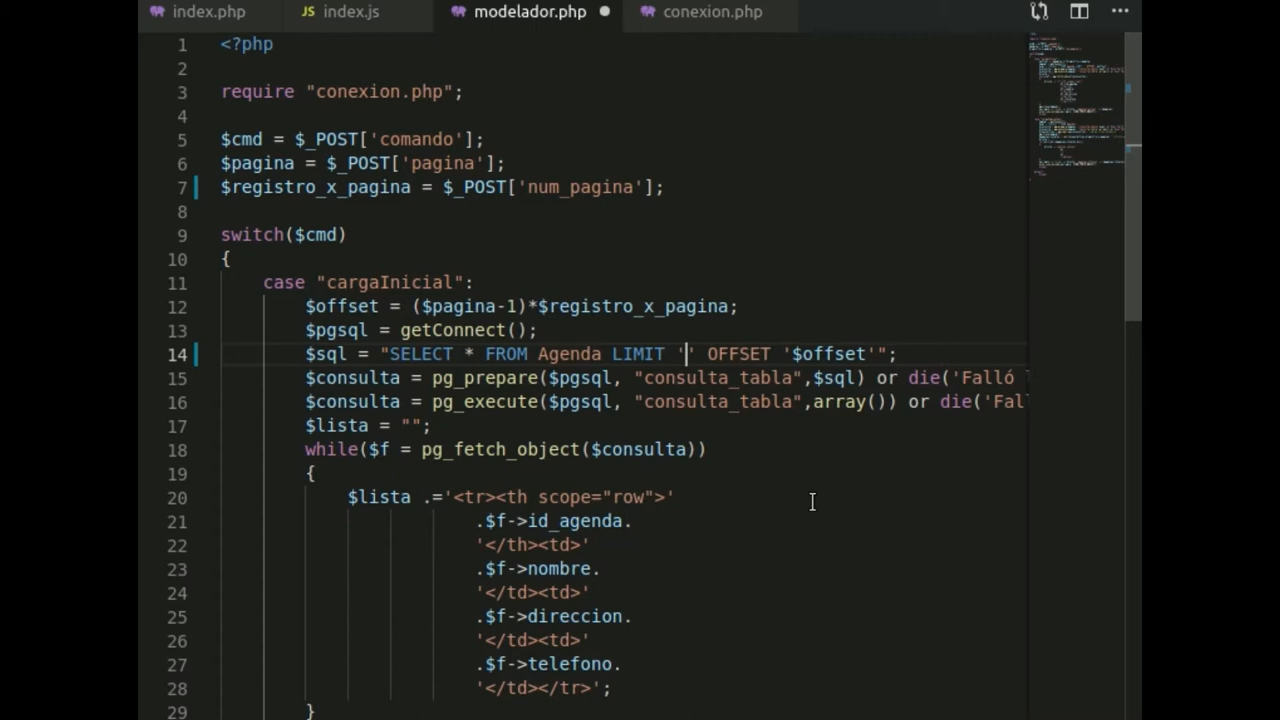 index.php JS index.js modelador.php conexion.php
1 <?php
2
3 require "conexion.php";
4
5 $cmd = $_POST['comando'];
6 $pagina = $_POST['pagina'];
7 $registro_x_pagina = $_POST['num_pagina'];
8
9 switch($cmd)
10 {
11 case "cargaInicial":
12 $offset = ($pagina-1)*$registro_x_pagina;
13 $pgsql = getConnect();
14 $sql = "SELECT * FROM Agenda LIMIT '' OFFSET '$offset'";
15 $consulta = pg_prepare($pgsql, "consulta_tabla",$sql) or die('Falló
16 $consulta = pg_execute($pgsql, "consulta_tabla",array()) or die('Fal
17 $lista = "";
18 while($f = pg_fetch_object($consulta))
19 {
20 $lista .='<tr><th scope="row">'
21 .$f->id_agenda.
22 '</th><td>'
23 .$f->nombre.
24 '</td><td>'
25 .$f->direccion.
26 '</td><td>'
27 .$f->telefono.
28 '</td></tr>';
29 }